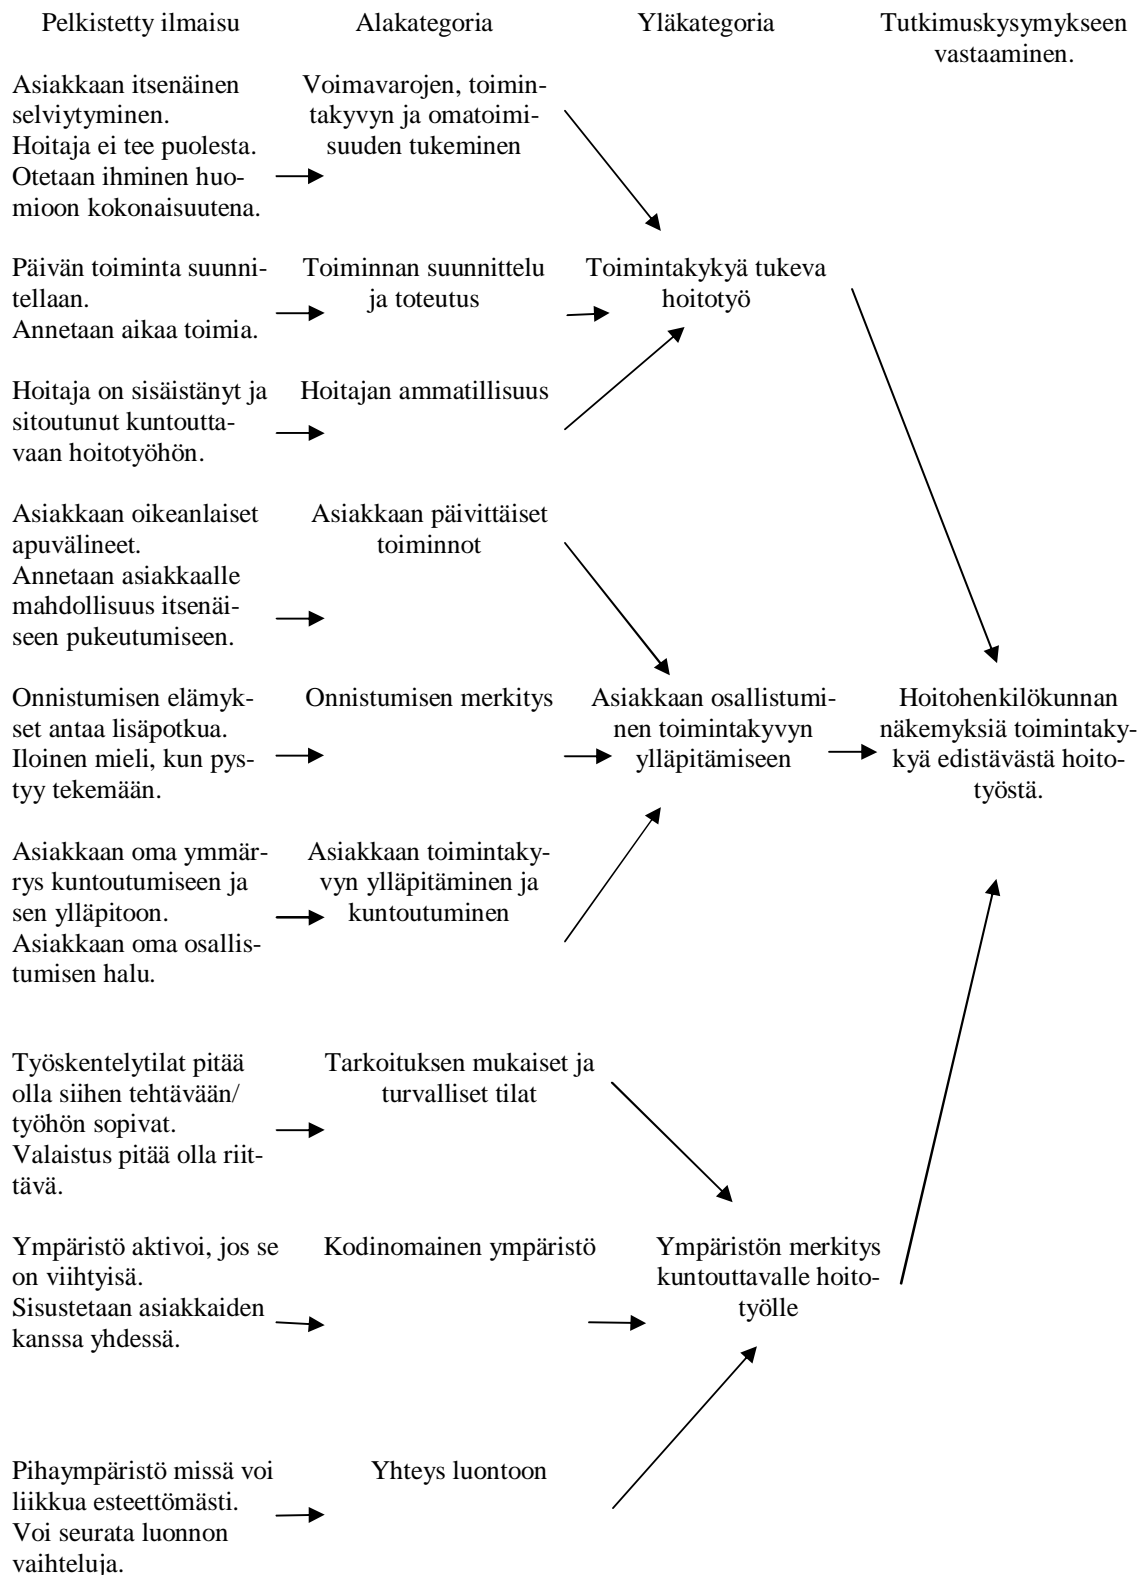 Pelkistetty ilmaisu
Alakategoria
Yläkategoria
Tutkimuskysymykseen
vastaaminen.
Asiakkaan itsenäinen
selviytyminen.
Hoitaja ei tee puolesta.
Otetaan ihminen huo-
mioon kokonaisuutena.
Voimavarojen, toimin-
takyvyn ja omatoimi-
suuden tukeminen
Päivän toiminta suunni-
tellaan.
Annetaan aikaa toimia.
Toiminnan suunnittelu
ja toteutus
Toimintakykyä tukeva
hoitotyö
Hoitaja on sisäistänyt ja
sitoutunut kuntoutta-
vaan hoitotyöhön.
Hoitajan ammatillisuus
Asiakkaan oikeanlaiset
apuvälineet.
Annetaan asiakkaalle
mahdollisuus itsenäi-
seen pukeutumiseen.
Asiakkaan päivittäiset
toiminnot
Onnistumisen elämyk-
set antaa lisäpotkua.
Iloinen mieli, kun pys-
tyy tekemään.
Onnistumisen merkitys
Asiakkaan osallistumi-
nen toimintakyvyn
ylläpitämiseen
Hoitohenkilökunnan
näkemyksiä toimintaky-
kyä edistävästä hoito-
työstä.
Asiakkaan oma ymmär-
rys kuntoutumiseen ja
sen ylläpitoon.
Asiakkaan oma osallis-
tumisen halu.
Asiakkaan toimintaky-
vyn ylläpitäminen ja
kuntoutuminen
Työskentelytilat pitää
olla siihen tehtävään/
työhön sopivat.
Valaistus pitää olla riit-
tävä.
Tarkoituksen mukaiset ja
turvalliset tilat
Ympäristö aktivoi, jos se
on viihtyisä.
Sisustetaan asiakkaiden
kanssa yhdessä.
Kodinomainen ympäristö
Ympäristön merkitys
kuntouttavalle hoito-
työlle
Pihaympäristö missä voi
liikkua esteettömästi.
Voi seurata luonnon
vaihteluja.
Yhteys luontoon